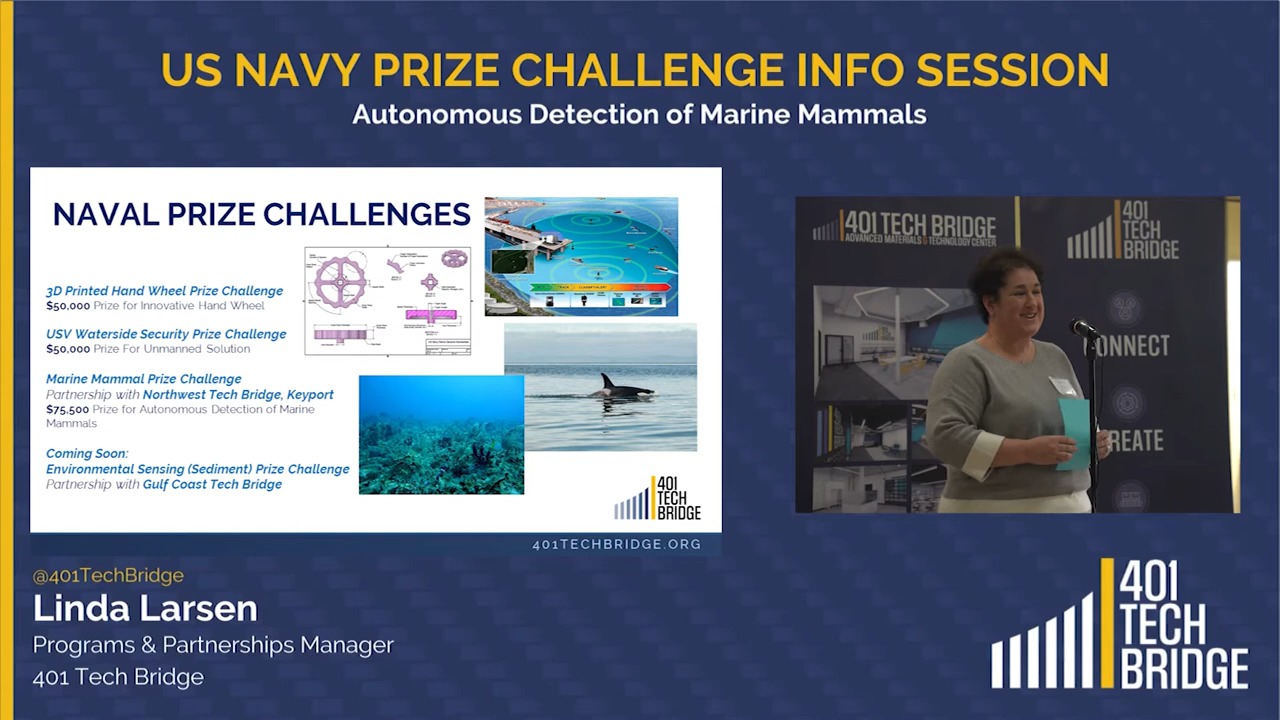 US NAVY PRIZE CHALLENGE INFO SESSION
Autonomous Detection of Marine Mammals
NAVAL PRIZE CHALLENGES
3D Printed Hand Wheel Prize Challenge
$50,000 Prize for Innovative Hand Wheel
USV Waterside Security Prize Challenge
$50,000 Prize For Unmanned Solution
Marine Mammal Prize Challenge
Partnership with Northwest Tech Bridge, Keyport
$75,500 Prize for Autonomous Detection of Marine
Mammals
Coming Soon:
Environmental Sensing (Sediment) Prize Challenge
Partnership with Gulf Coast Tech Bridge
401
TECH
BRIDGE
401TECHBRIDGE.ORG
401 TECH BRIDGE
ADVANCED MATERIALS & TECHNOLOGY CENTER
401
TECH
BRIDGE
ONNECT
REATE
@401TechBridge
Linda Larsen
Programs & Partnerships Manager
401 Tech Bridge
401
TECH
BRIDGE